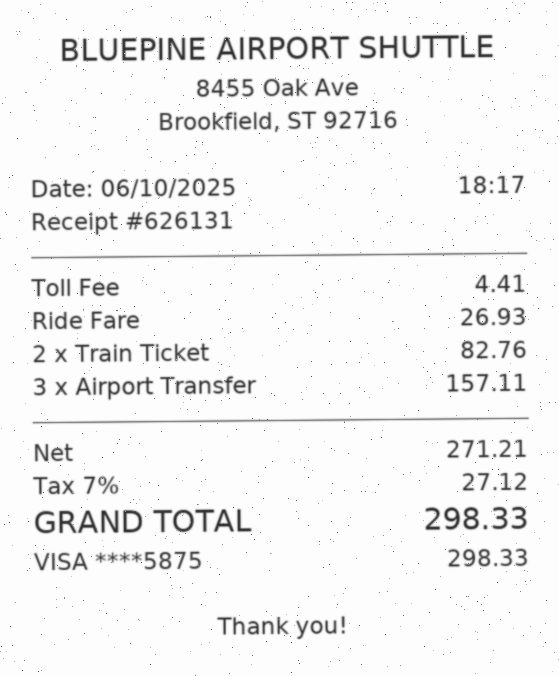 BLUEPINE AIRPORT SHUTTLE
8455 Oak Ave
Brookfield, ST 92716
Date: 06/10/2025 18:17
Receipt #626131
Toll Fee 4.41
Ride Fare 26.93
2 x Train Ticket 82.76
3 x Airport Transfer 157.11
Net 271.21
Tax 7% 27.12
GRAND TOTAL 298.33
VISA ****5875 298.33
Thank you!